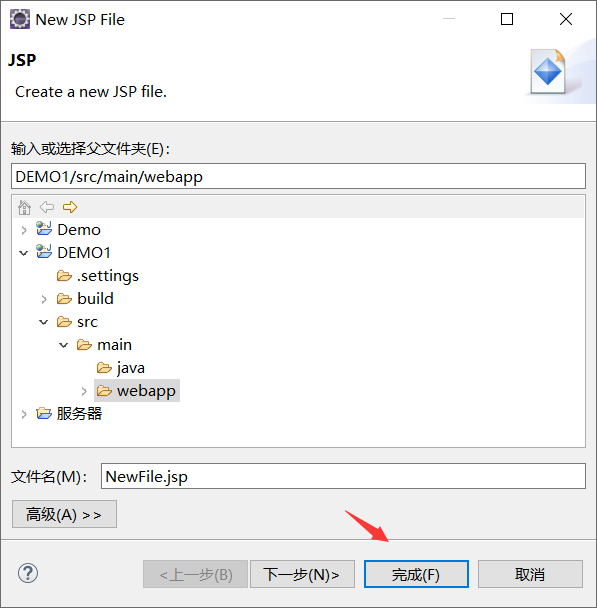 New JSP File
JSP
Create a new JSP file.
输入或选择父文件夹(E):
DEMO1/src/main/webapp
Demo
DEMO1
.settings
build
src
main
java
webapp
服务器
文件名(M): NewFile.jsp
高级(A) >>
<上一步(B) 下一步(N)> 完成(F) 取消